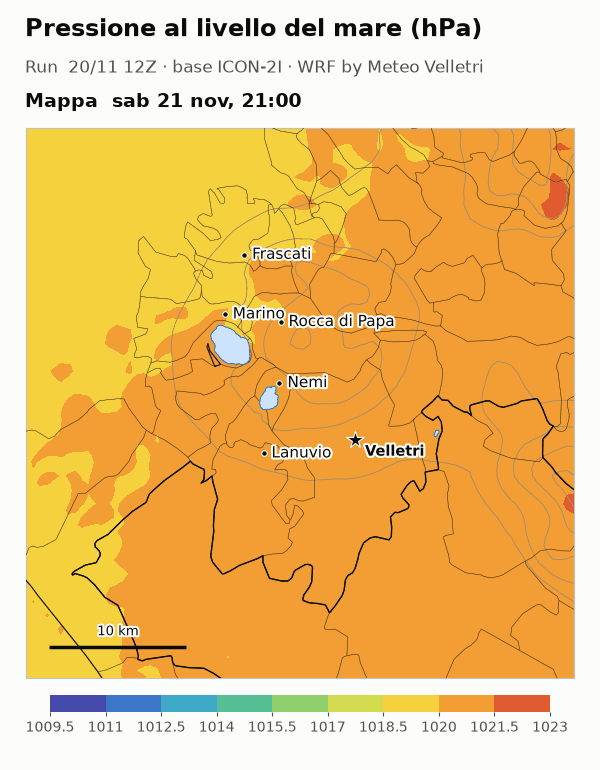 Pressione al livello del mare (hPa)
Run  20/11 12Z · base ICON-2I · WRF by Meteo Velletri
Mappa  sab 21 nov, 21:00
Frascati
Marino
Rocca di Papa
Nemi
Velletri
Lanuvio
10 km
1009.5 1011 1012.5 1014 1015.5 1017 1018.5 1020 1021.5 1023